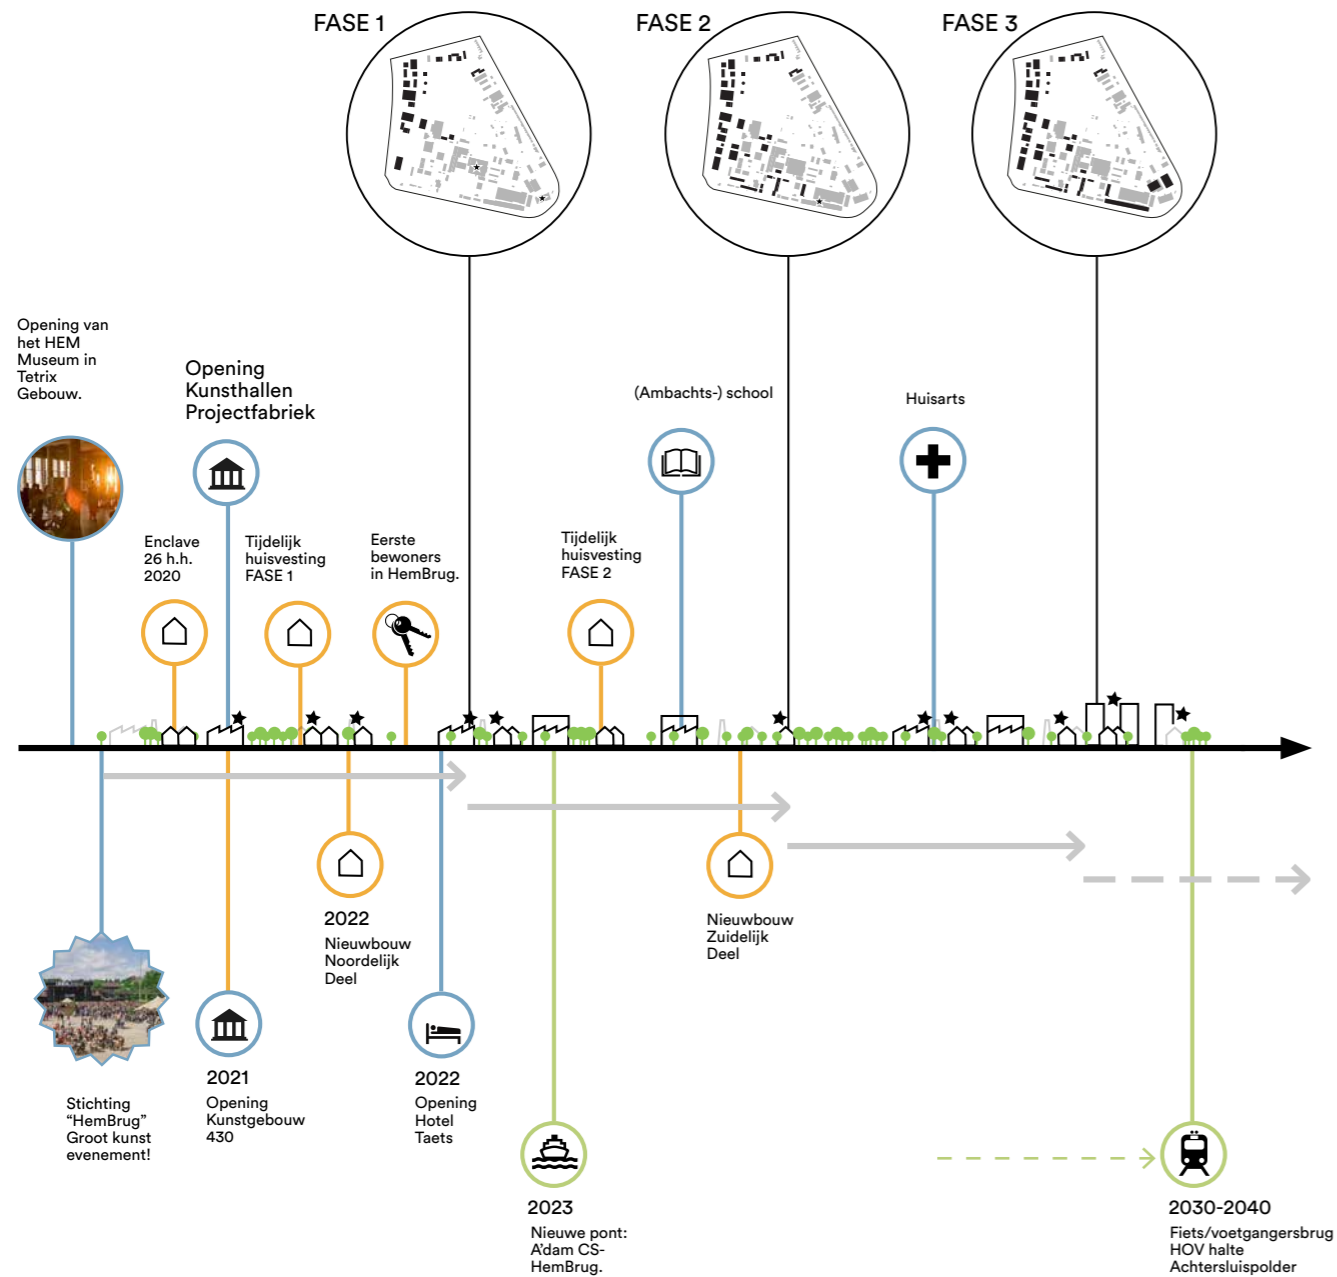 FASE 1
FASE 2
FASE 3
Opening van
het HEM
Museum in
Tetrix
Gebouw.
Opening
Kunsthallen
Projectfabriek
(Ambachts-) school
Huisarts
Enclave
26 h.h.
2020
Tijdelijk
huisvesting
FASE 1
Eerste
bewoners
in HemBrug.
Tijdelijk
huisvesting
FASE 2
2022
Nieuwbouw
Noordelijk
Deel
Nieuwbouw
Zuidelijk
Deel
Stichting
“HemBrug”
Groot kunst
evenement!
2021
Opening
Kunstgebouw
430
2022
Opening
Hotel
Taets
2023
Nieuwe pont:
A’dam CS-
HemBrug.
2030-2040
Fiets/voetgangersbrug
HOV halte
Achtersluispolder